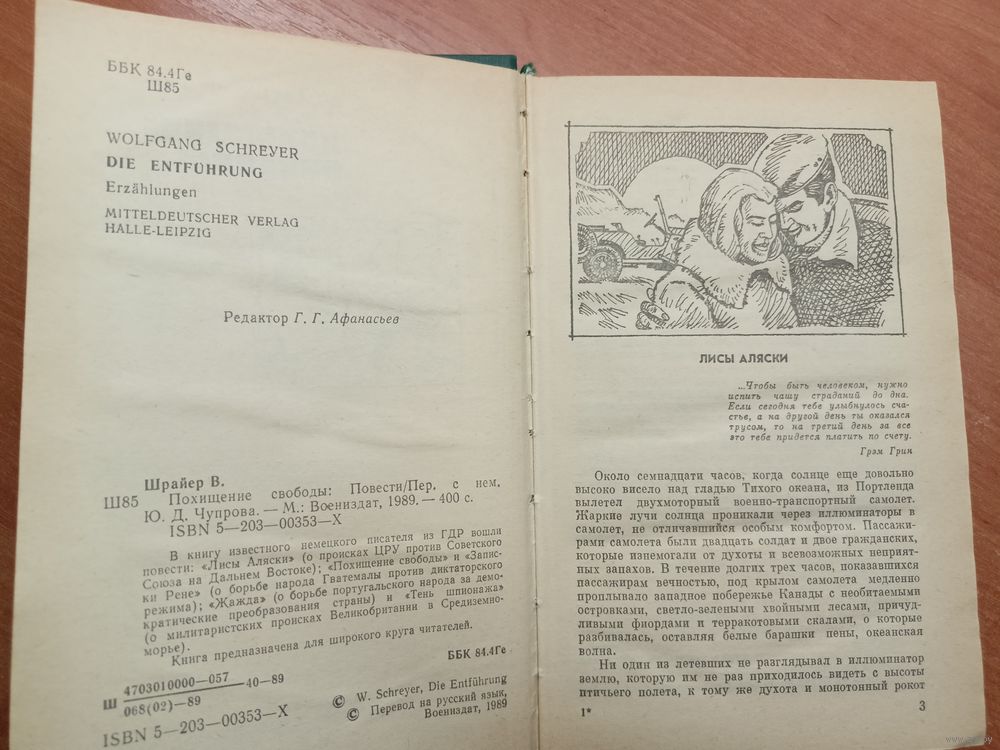 ББК 84.4Ге
Ш85
WOLFGANG SCHREYER
DIE ENTFÜHRUNG
Erzählungen
MITTELDEUTSCHER VERLAG
HALLE-LEIPZIG
Редактор Г. Г. Афанасьев
Шрайер В.
Ш85 Похищение свободы: Повести/Пер. с нем.
Ю. Д. Чупрова. — М.: Воениздат, 1989. — 400 с.
ISBN 5—203—00353—X
В книгу известного немецкого писателя из ГДР вошли
повести: «Лисы Аляски» (о происках ЦРУ против Советского
Союза на Дальнем Востоке); «Похищение свободы» и «Запис-
ки Рене» (о борьбе народа Гватемалы против диктаторского
режима); «Жажда» (о борьбе португальского народа за демо-
кратические преобразования страны) и «Тень шпионажа»
(о милитаристских происках Великобритании в Средиземно-
морье).
Книга предназначена для широкого круга читателей.
Ш 4703010000—057
068(02)—89 40—89
ББК 84.4Ге
ISBN 5—203—00353—X
© W. Schreyer, Die Entführung
© Перевод на русский язык,
Воениздат, 1989
ЛИСЫ АЛЯСКИ
...Чтобы быть человеком, нужно
испить чашу страданий до дна.
Если сегодня тебе улыбнулось сча-
стье, а на другой день ты оказался
трусом, то на третий день за все
это тебе придется платить по счету.
Грэм Грин
Около семнадцати часов, когда солнце еще довольно
высоко висело над гладью Тихого океана, из Портленда
вылетел двухмоторный военно-транспортный самолет.
Жаркие лучи солнца проникали через иллюминаторы в
самолет, не отличавшийся особым комфортом. Пассажи-
рами самолета были двадцать солдат и двое гражданских,
которые изнемогали от духоты и всевозможных неприят-
ных запахов. В течение долгих трех часов, показавшихся
пассажирам вечностью, под крылом самолета медленно
проплывало западное побережье Канады с необитаемыми
островками, светло-зелеными хвойными лесами, причуд-
ливыми фиордами и терракотовыми скалами, о которые
разбивалась, оставляя белые барашки пены, океанская
волна.
Ни один из летевших не разглядывал в иллюминатор
землю, которую им не раз приходилось видеть с высоты
птичьего полета, к тому же духота и монотонный рокот
1*
3